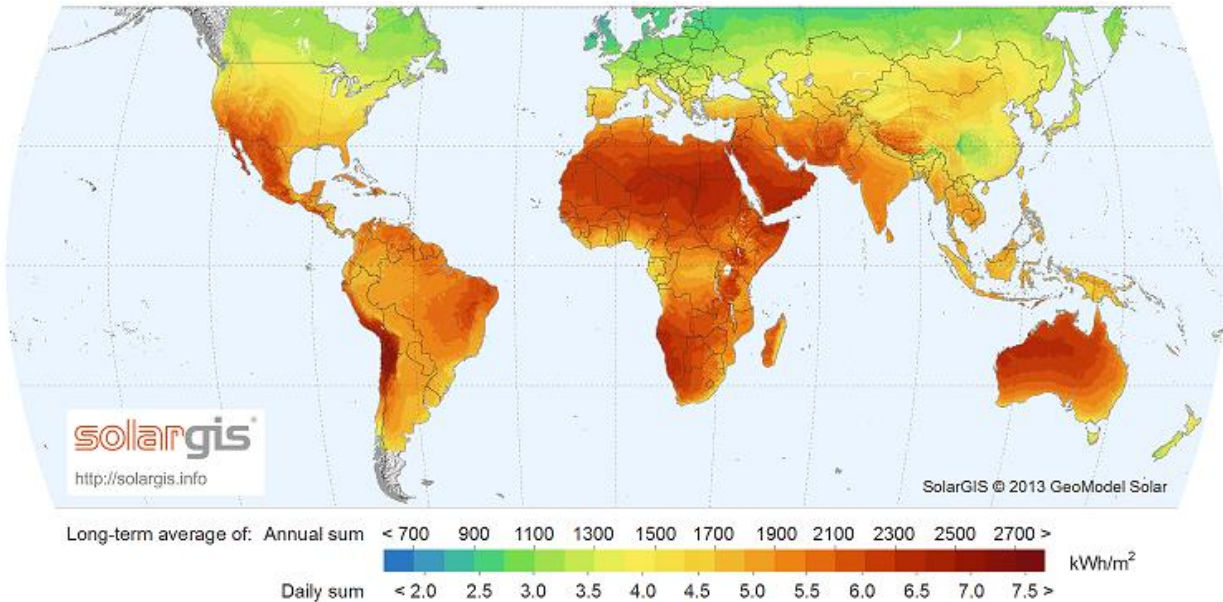 solargis®
http://solargis.info
SolarGIS © 2013 GeoModel Solar
Long-term average of: Annual sum < 700 900 1100 1300 1500 1700 1900 2100 2300 2500 2700 >
kWh/m²
Daily sum < 2.0 2.5 3.0 3.5 4.0 4.5 5.0 5.5 6.0 6.5 7.0 7.5 >